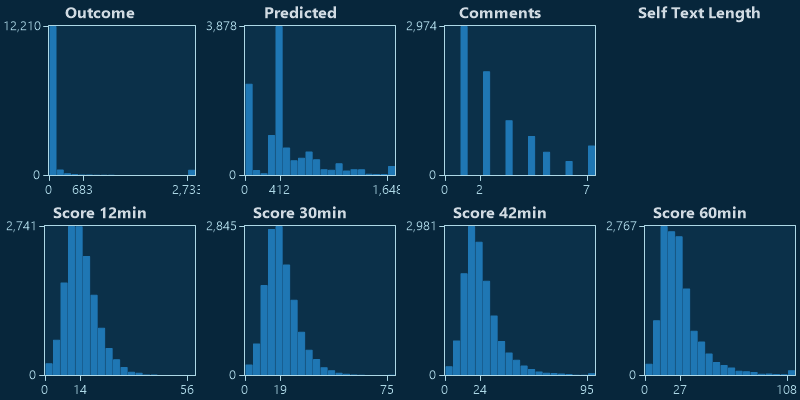 Outcome
12,210
0
0 683 2,733
Predicted
3,878
0
0 412 1,648
Comments
2,974
0
0 2 7
Self Text Length
Score 12min
2,741
0
0 14 56
Score 30min
2,845
0
0 19 75
Score 42min
2,981
0
0 24 95
Score 60min
2,767
0
0 27 108